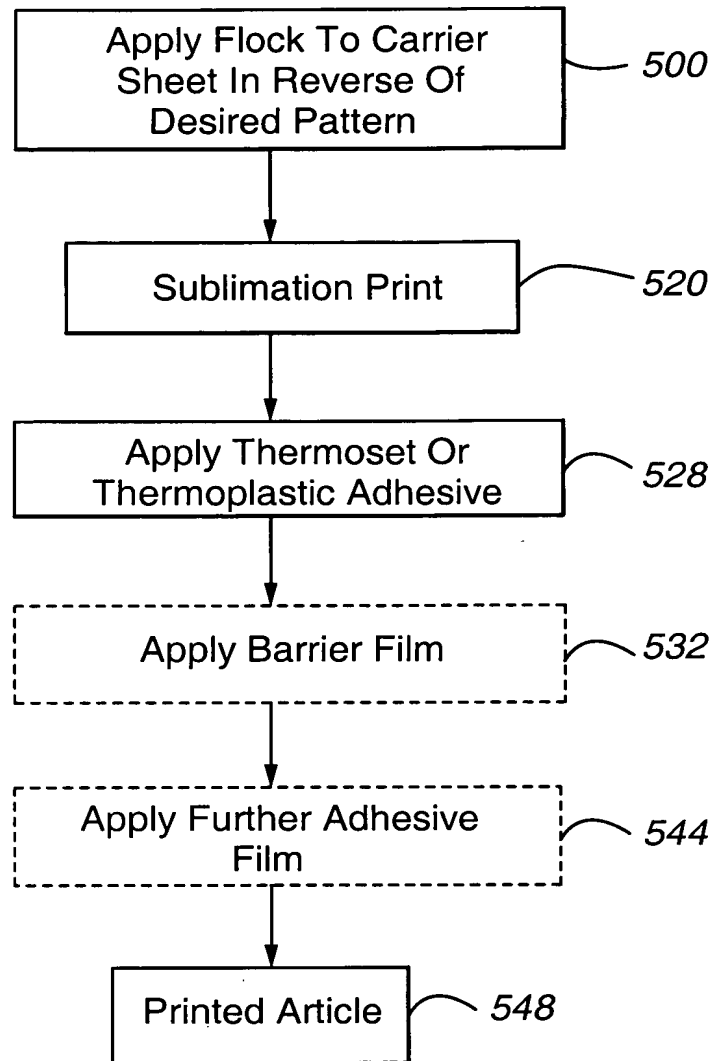 Apply Flock To Carrier
Sheet In Reverse Of
Desired Pattern
500
Sublimation Print
520
Apply Thermoset Or
Thermoplastic Adhesive
528
Apply Barrier Film
532
Apply Further Adhesive
Film
544
Printed Article
548